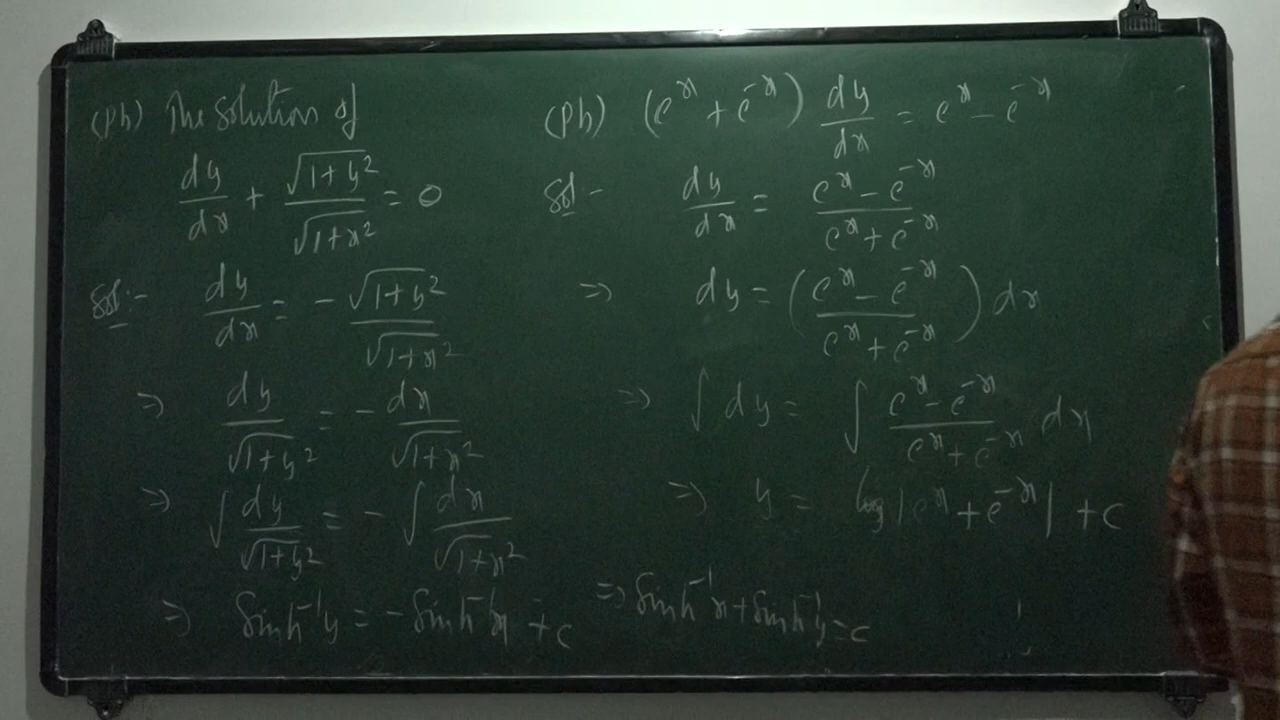 (Ph) The solution of
dy/dx + √(1+y²)/√(1+x²) = 0
Sol:- dy/dx = - √(1+y²)/√(1+x²)
⇒ dy/√(1+y²) = - dx/√(1+x²)
⇒ ∫ dy/√(1+y²) = - ∫ dx/√(1+x²)
⇒ Sinh⁻¹y = - Sinh⁻¹x + c
⇒ Sinh⁻¹x + Sinh⁻¹y = c
(Ph) (eˣ + e⁻ˣ) dy/dx = eˣ - e⁻ˣ
Sol- dy/dx = (eˣ - e⁻ˣ)/(eˣ + e⁻ˣ)
⇒ dy = ((eˣ - e⁻ˣ)/(eˣ + e⁻ˣ)) dx
⇒ ∫ dy = ∫ (eˣ - e⁻ˣ)/(eˣ + e⁻ˣ) dx
⇒ y = log |eˣ + e⁻ˣ| + c